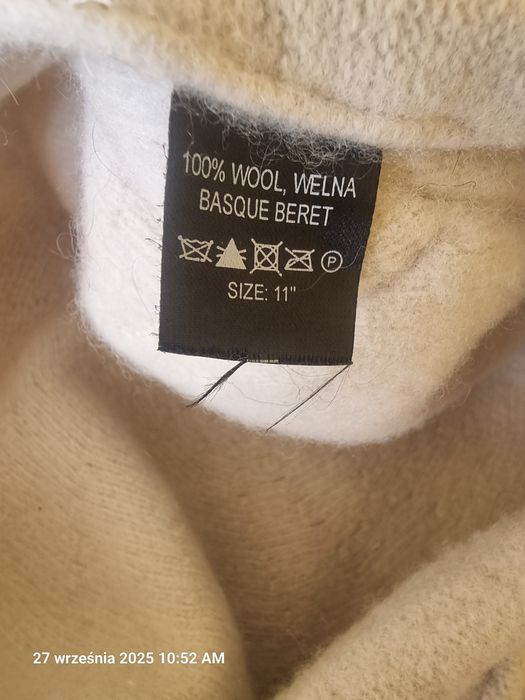 100% WOOL, WELNA
BASQUE BERET
P
SIZE: 11"
27 września 2025 10:52 AM